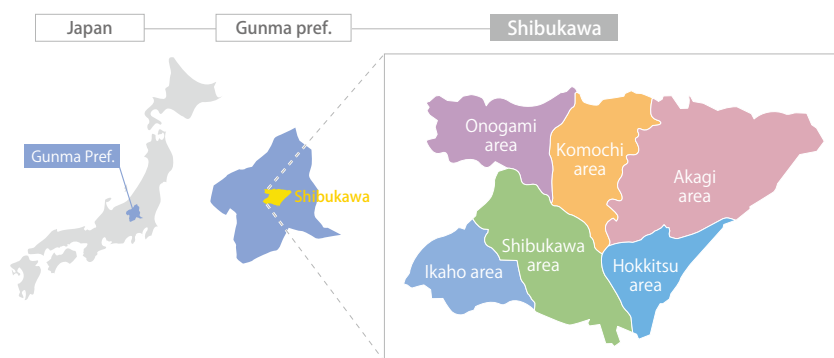 Japan
Gunma pref.
Shibukawa
Gunma Pref.
Shibukawa
Onogami
area
Komochi
area
Akagi
area
Shibukawa
area
Ikaho area
Hokkitsu
area